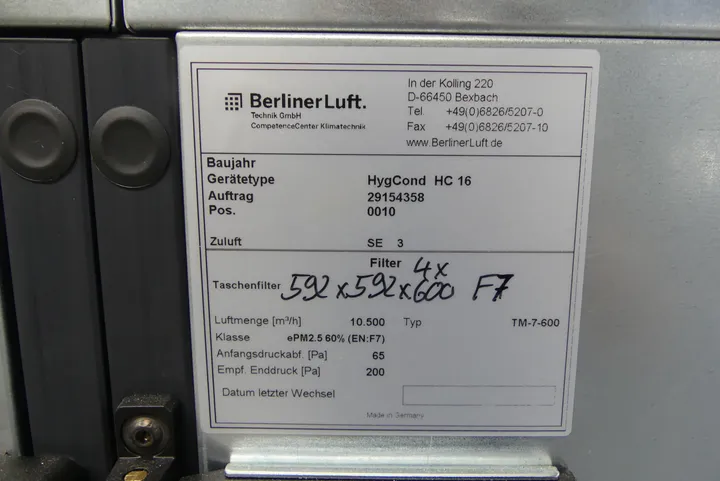 BerlinerLuft.
Technik GmbH
CompetenceCenter Klimatechnik
In der Kolling 220
D-66450 Bexbach
Tel. +49(0)6826/5207-0
Fax +49(0)6826/5207-10
www.BerlinerLuft.de
Baujahr
Gerätetype HygCond HC 16
Auftrag 29154358
Pos. 0010
Zuluft SE 3
Filter 4x
Taschenfilter 592x592x600 F7
Luftmenge [m³/h] 10.500 Typ TM-7-600
Klasse ePM2.5 60% (EN:F7)
Anfangsdruckabf. [Pa] 65
Empf. Enddruck [Pa] 200
Datum letzter Wechsel
Made in Germany